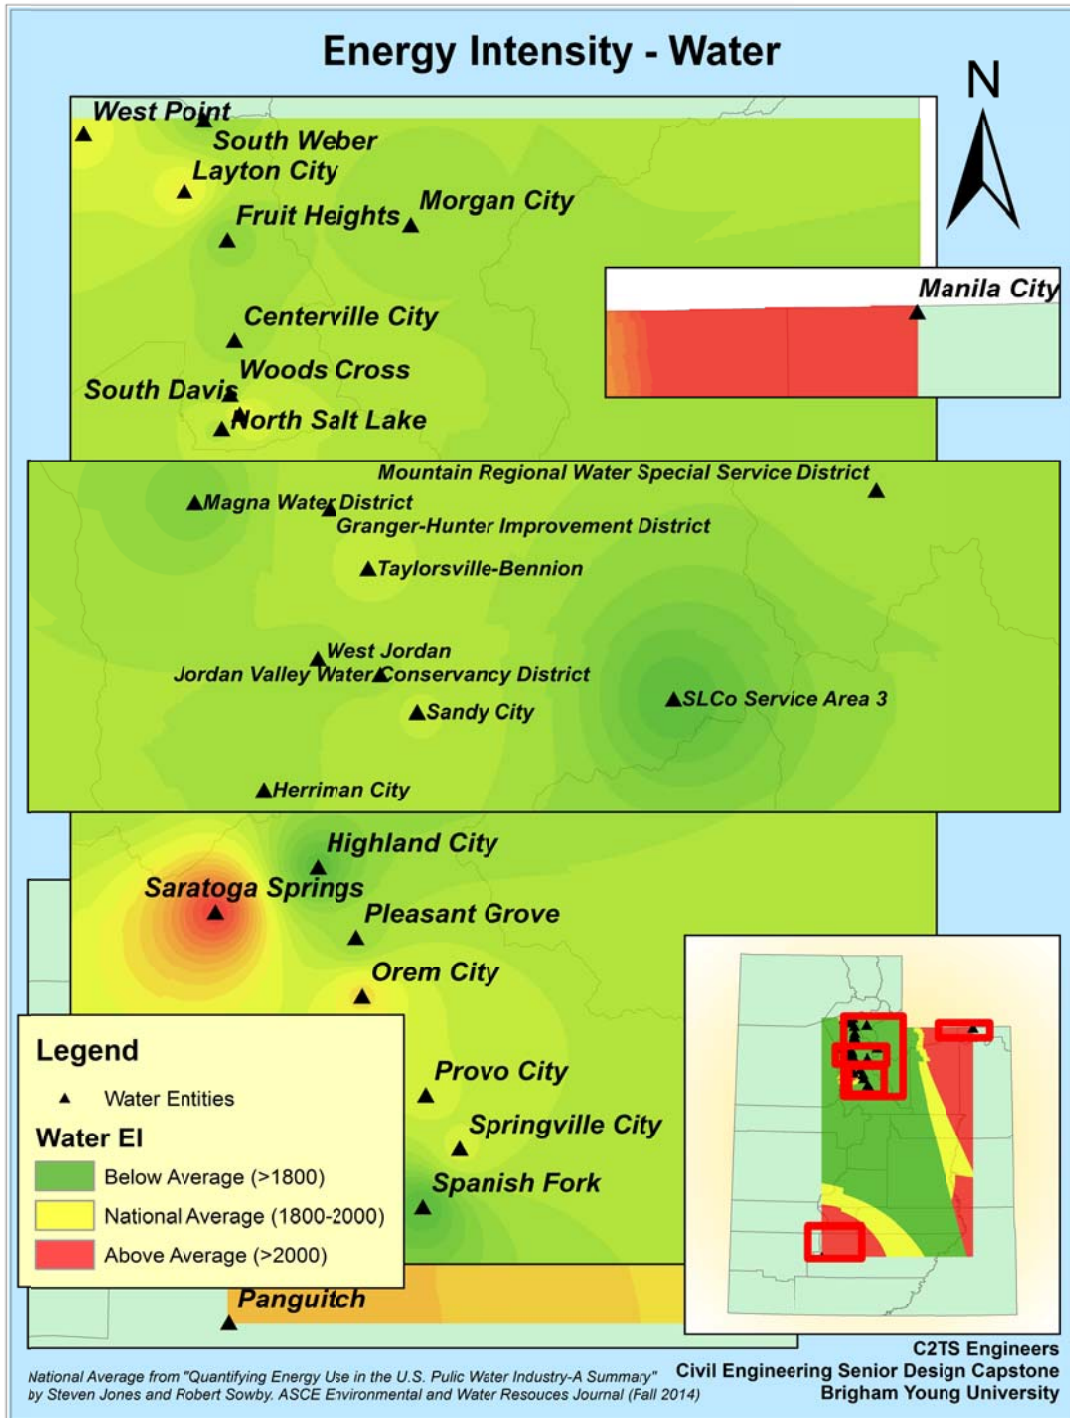 Energy Intensity - Water
N
West Point
South Weber
Layton City
Fruit Heights
Morgan City
Manila City
Centerville City
Woods Cross
South Davis
North Salt Lake
Mountain Regional Water Special Service District
Magna Water District
Granger-Hunter Improvement District
Taylorsville-Bennion
West Jordan
Jordan Valley Water Conservancy District
SLCo Service Area 3
Sandy City
Herriman City
Highland City
Saratoga Springs
Pleasant Grove
Orem City
Provo City
Springville City
Spanish Fork
Legend
Water Entities
Water EI
Below Average (>1800)
National Average (1800-2000)
Above Average (>2000)
Panguitch
National Average from "Quantifying Energy Use in the U.S. Pulic Water Industry-A Summary"
by Steven Jones and Robert Sowby. ASCE Environmental and Water Resouces Journal (Fall 2014)
C2TS Engineers
Civil Engineering Senior Design Capstone
Brigham Young University